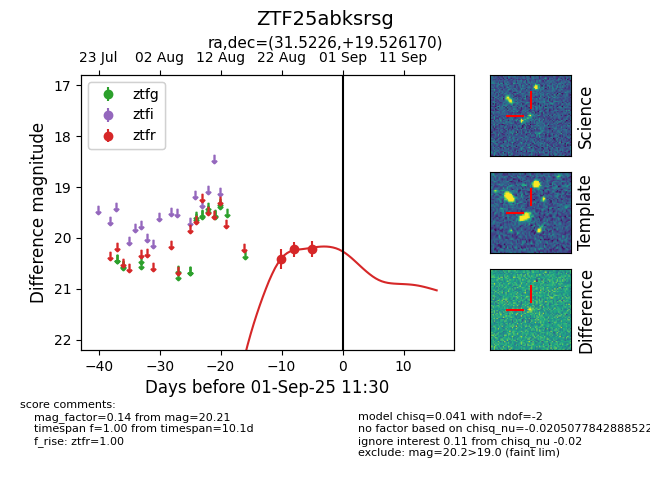 ZTF25abksrsg
ra,dec=(31.5226,+19.526170)
23 Jul 02 Aug 12 Aug 22 Aug 01 Sep 11 Sep
17
18
19
20
21
22
Difference magnitude
ztfg
ztfi
ztfr
−40 −30 −20 −10 0 10
Days before 01-Sep-25 11:30
Science
Template
Difference
score comments:
mag_factor=0.14 from mag=20.21
timespan f=1.00 from timespan=10.1d
f_rise: ztfr=1.00
model chisq=0.041 with ndof=-2
no factor based on chisq_nu=-0.0205077842888522
ignore interest 0.11 from chisq_nu -0.02
exclude: mag=20.2>19.0 (faint lim)